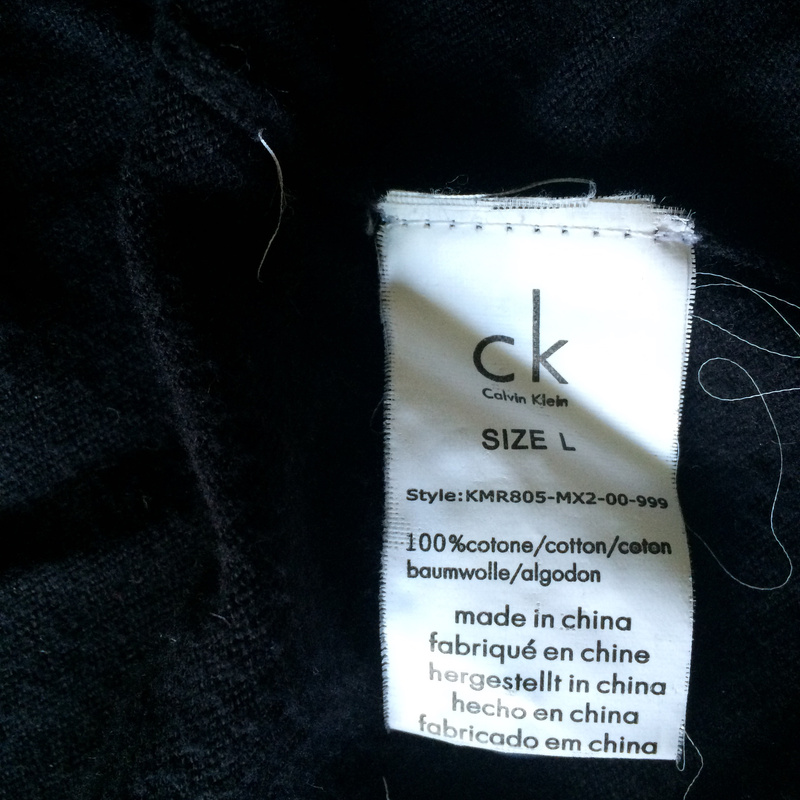 ck
Calvin Klein
SIZE L
Style:KMR805-MX2-00-999
100%cotone/cotton/coton
baumwolle/algodon
made in china
fabriqué en chine
hergestellt in china
hecho en china
fabricado em china